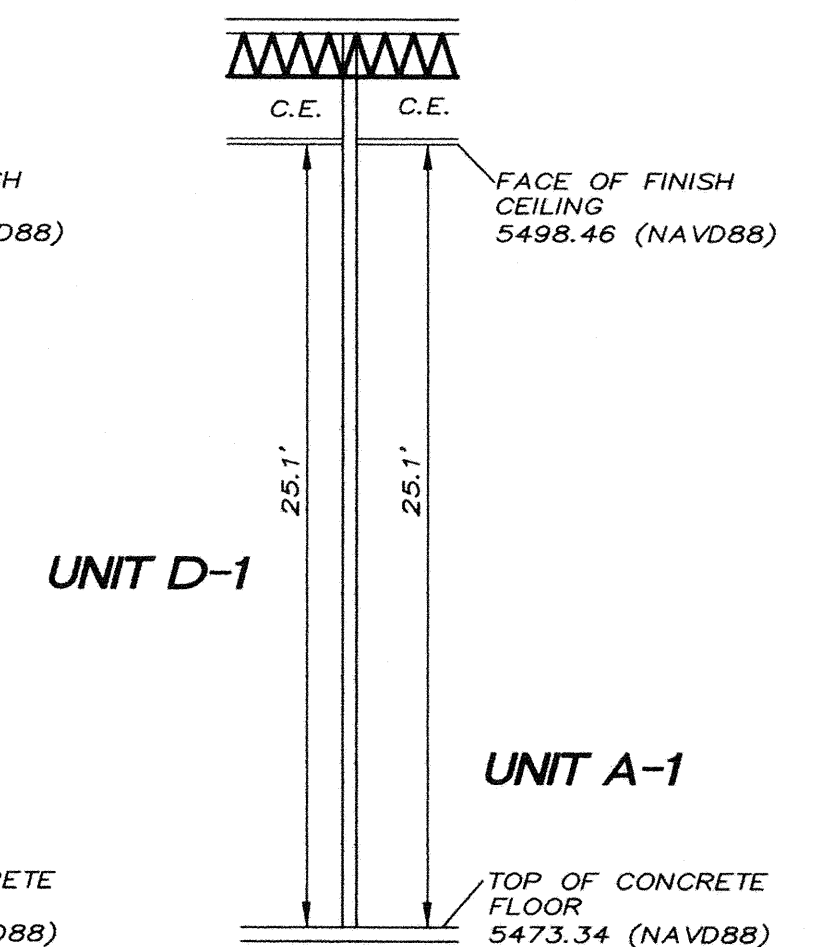 C.E.
C.E.
FACE OF FINISH
CEILING
5498.46 (NAVD88)
25.1'
25.1'
UNIT D-1
UNIT A-1
TOP OF CONCRETE
FLOOR
5473.34 (NAVD88)